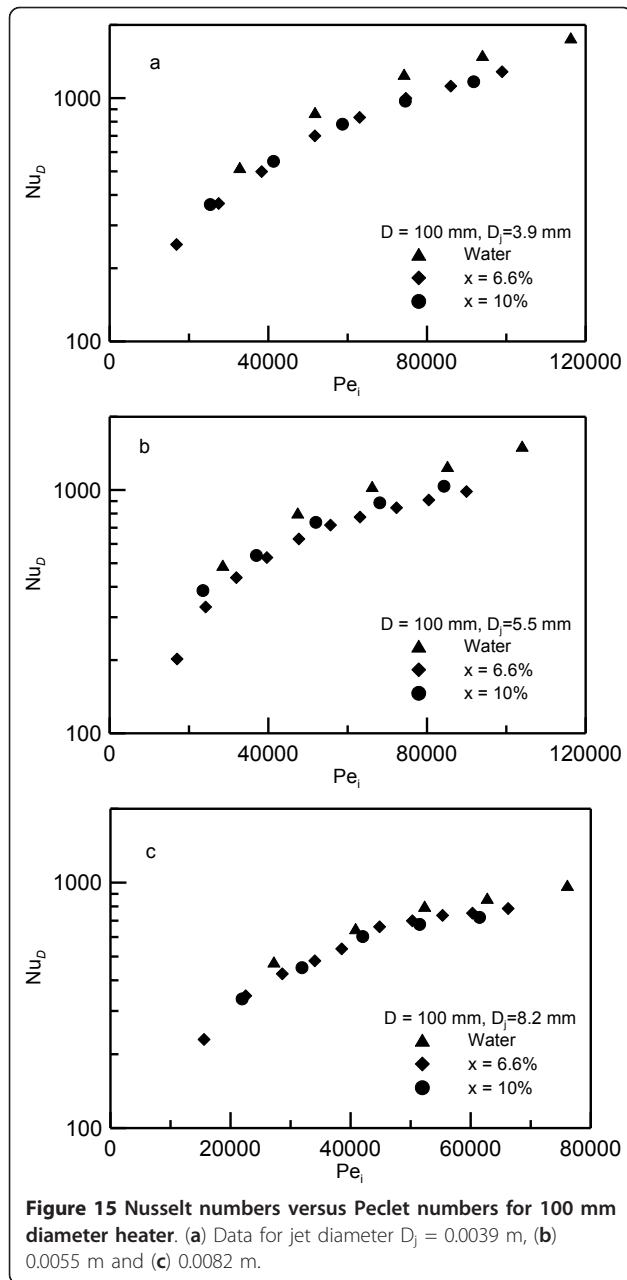 a
1000
Nu_D
D = 100 mm, D_j=3.9 mm
Water
x = 6.6%
x = 10%
100
0 40000 80000 120000
Pe_i
b
1000
Nu_D
D = 100 mm, D_j=5.5 mm
Water
x = 6.6%
x = 10%
100
0 40000 80000 120000
Pe_i
c
1000
Nu_D
D = 100 mm, D_j=8.2 mm
Water
x = 6.6%
x = 10%
100
0 20000 40000 60000 80000
Pe_i
Figure 15 Nusselt numbers versus Peclet numbers for 100 mm
diameter heater. (a) Data for jet diameter D_j = 0.0039 m, (b)
0.0055 m and (c) 0.0082 m.